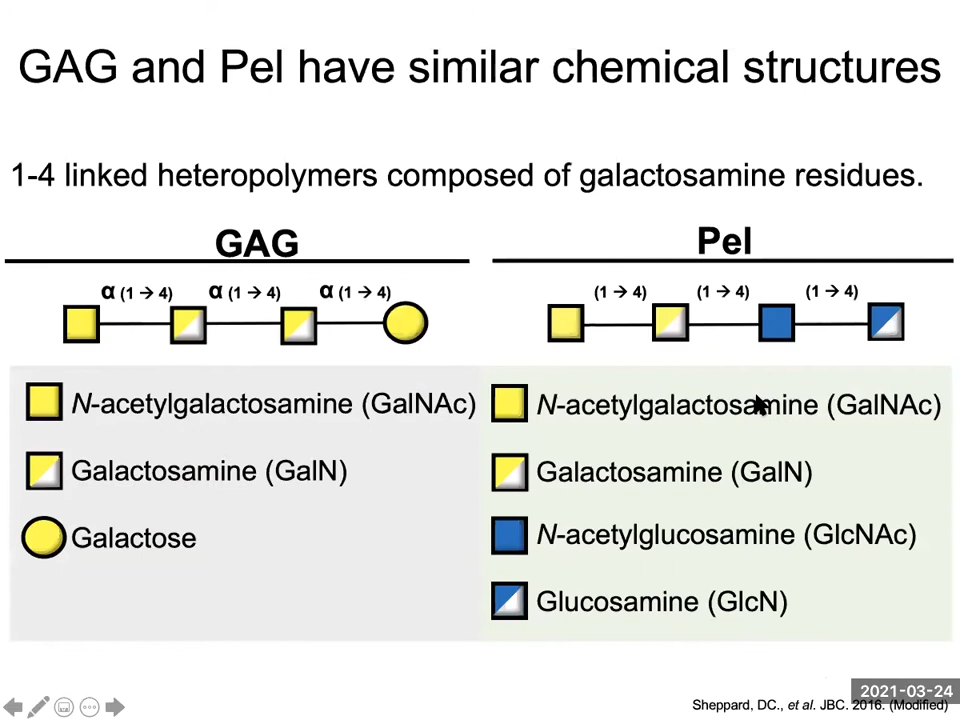 GAG and Pel have similar chemical structures
1-4 linked heteropolymers composed of galactosamine residues.
GAG
α (1 → 4) α (1 → 4) α (1 → 4)
N-acetylgalactosamine (GalNAc)
Galactosamine (GalN)
Galactose
Pel
(1 → 4) (1 → 4) (1 → 4)
N-acetylgalactosamine (GalNAc)
Galactosamine (GalN)
N-acetylglucosamine (GlcNAc)
Glucosamine (GlcN)
2021-03-24
Sheppard, DC., et al. JBC. 2016. (Modified)